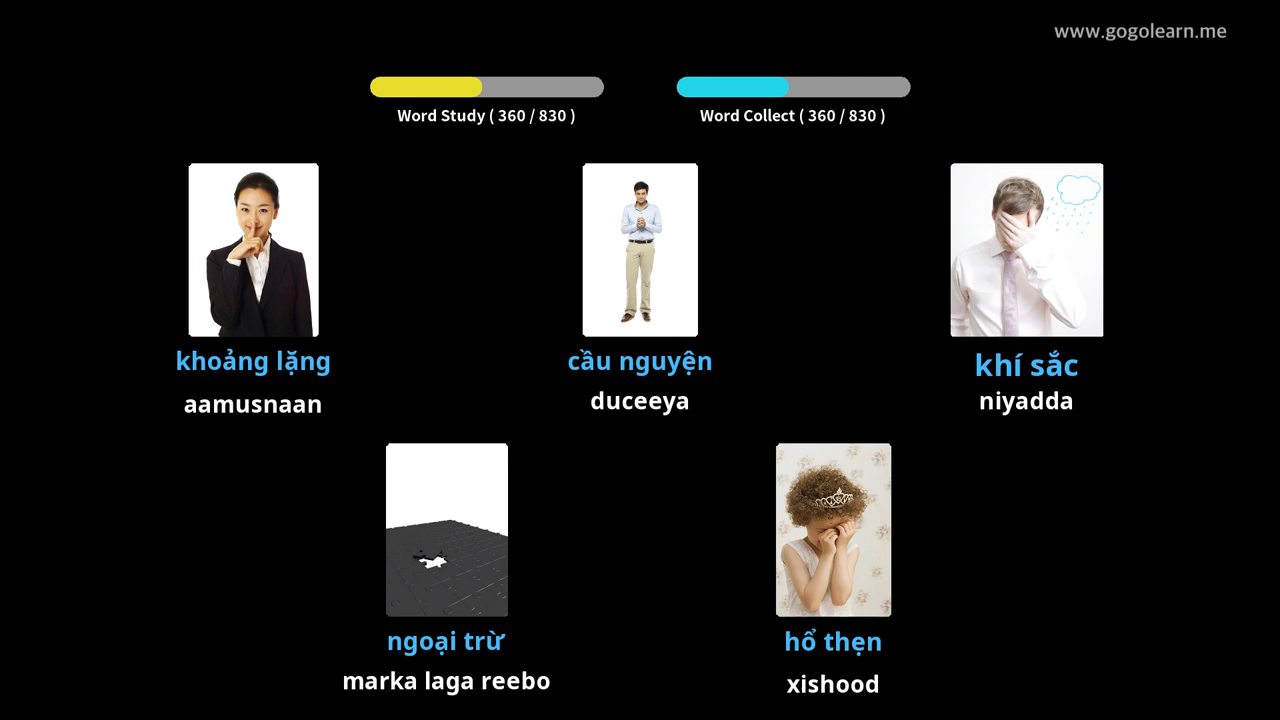 www.gogolearn.me
Word Study ( 360 / 830 )
Word Collect ( 360 / 830 )
khoảng lặng
cầu nguyện
khí sắc
aamusnaan
duceeya
niyadda
ngoại trừ
hổ thẹn
marka laga reebo
xishood